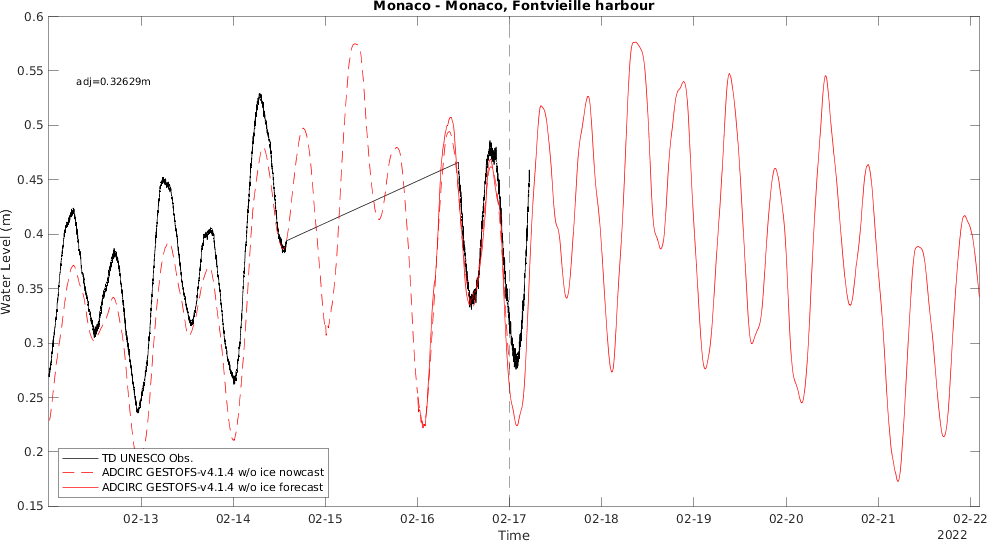 Monaco - Monaco, Fontvieille harbour
0.6
0.55
0.5
0.45
0.4
0.35
0.3
0.25
0.2
0.15
Water Level (m)
adj=0.32629m
TD UNESCO Obs.
ADCIRC GESTOFS-v4.1.4 w/o ice nowcast
ADCIRC GESTOFS-v4.1.4 w/o ice forecast
02-13 02-14 02-15 02-16 02-17 02-18 02-19 02-20 02-21 02-22
Time
2022